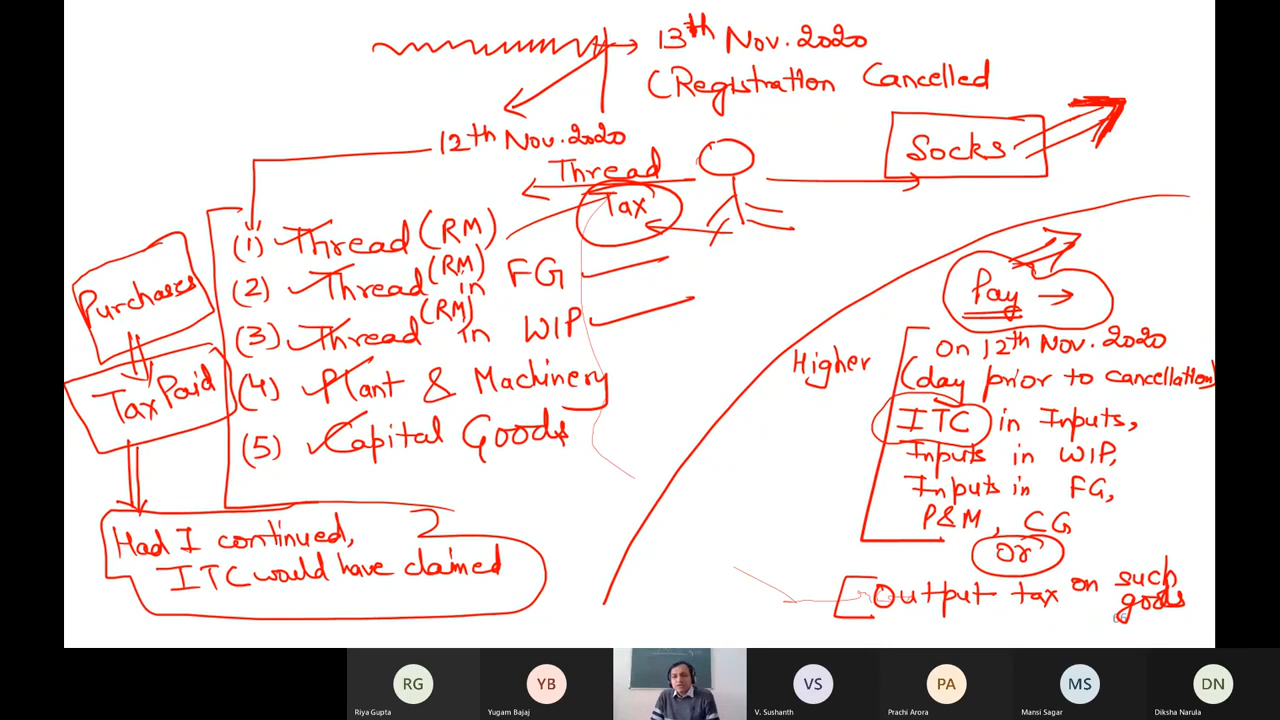 13th Nov. 2020
(Registration Cancelled
12th Nov. 2020
Thread
Tax
Socks
(1) Thread (RM)
(2) Thread (RM) in FG
(3) Thread (RM) in WIP
(4) Plant & Machinery
(5) Capital Goods
Purchases
Tax Paid
Had I continued,
ITC would have claimed
Pay →
Higher
On 12th Nov. 2020
(day prior to cancellation)
ITC in Inputs,
Inputs in WIP,
Inputs in FG,
P&M, CG
Or
Output tax on such
goods
66
RG
YB
VS
PA
MS
DN
Riya Gupta
Yugam Bajaj
V. Sushanth
Prachi Arora
Mansi Sagar
Diksha Narula